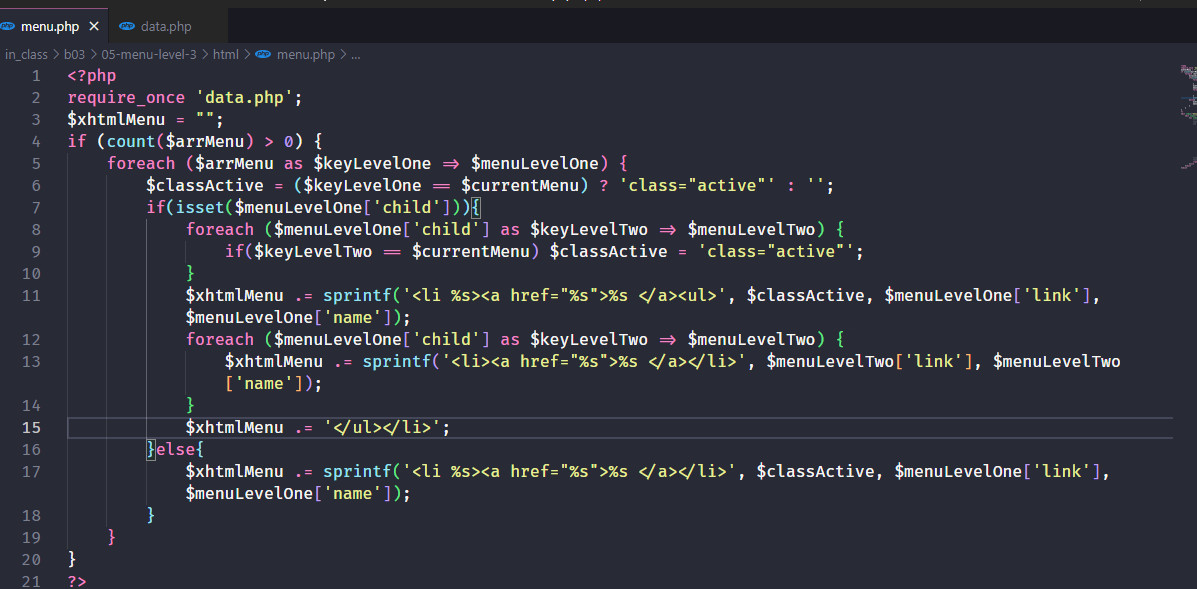 menu.php ×
data.php
in_class > b03 > 05-menu-level-3 > html > menu.php > ...
1 <?php
2 require_once 'data.php';
3 $xhtmlMenu = "";
4 if (count($arrMenu) > 0) {
5 foreach ($arrMenu as $keyLevelOne => $menuLevelOne) {
6 $classActive = ($keyLevelOne == $currentMenu) ? 'class="active"' : '';
7 if(isset($menuLevelOne['child'])){
8 foreach ($menuLevelOne['child'] as $keyLevelTwo => $menuLevelTwo) {
9 if($keyLevelTwo == $currentMenu) $classActive = 'class="active"';
10 }
11 $xhtmlMenu .= sprintf('<li %s><a href="%s">%s </a><ul>', $classActive, $menuLevelOne['link'],
$menuLevelOne['name']);
12 foreach ($menuLevelOne['child'] as $keyLevelTwo => $menuLevelTwo) {
13 $xhtmlMenu .= sprintf('<li><a href="%s">%s </a></li>', $menuLevelTwo['link'], $menuLevelTwo
['name']);
14 }
15 $xhtmlMenu .= '</ul></li>';
16 }else{
17 $xhtmlMenu .= sprintf('<li %s><a href="%s">%s </a></li>', $classActive, $menuLevelOne['link'],
$menuLevelOne['name']);
18 }
19 }
20 }
21 ?>